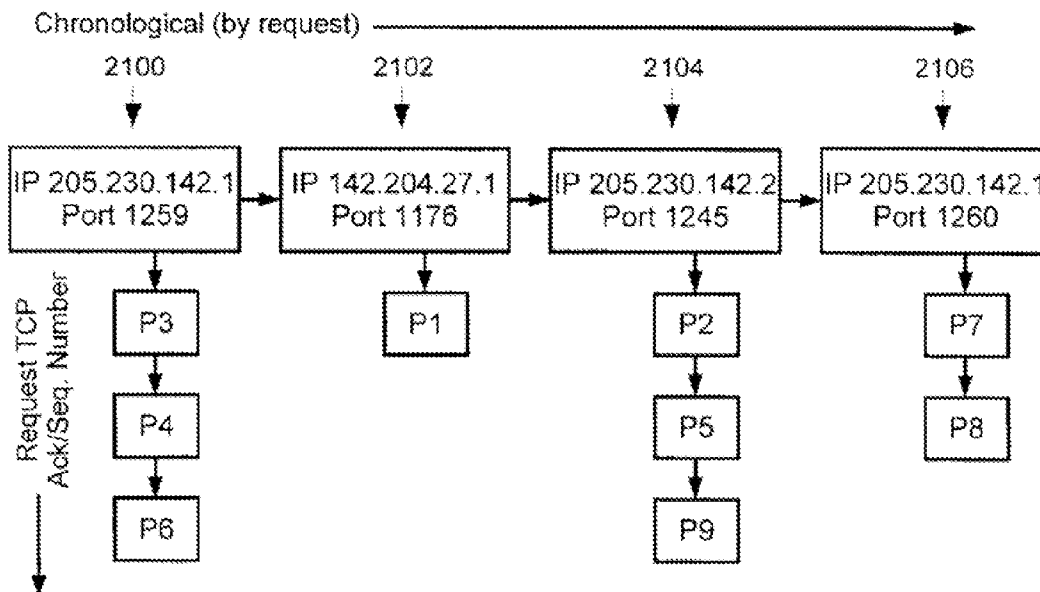 Chronological (by request)
2100
2102
2104
2106
IP 205.230.142.1
Port 1259
IP 142.204.27.1
Port 1176
IP 205.230.142.2
Port 1245
IP 205.230.142.1
Port 1260
Request TCP
Ack/Seq. Number
P3
P1
P2
P7
P4
P5
P8
P6
P9